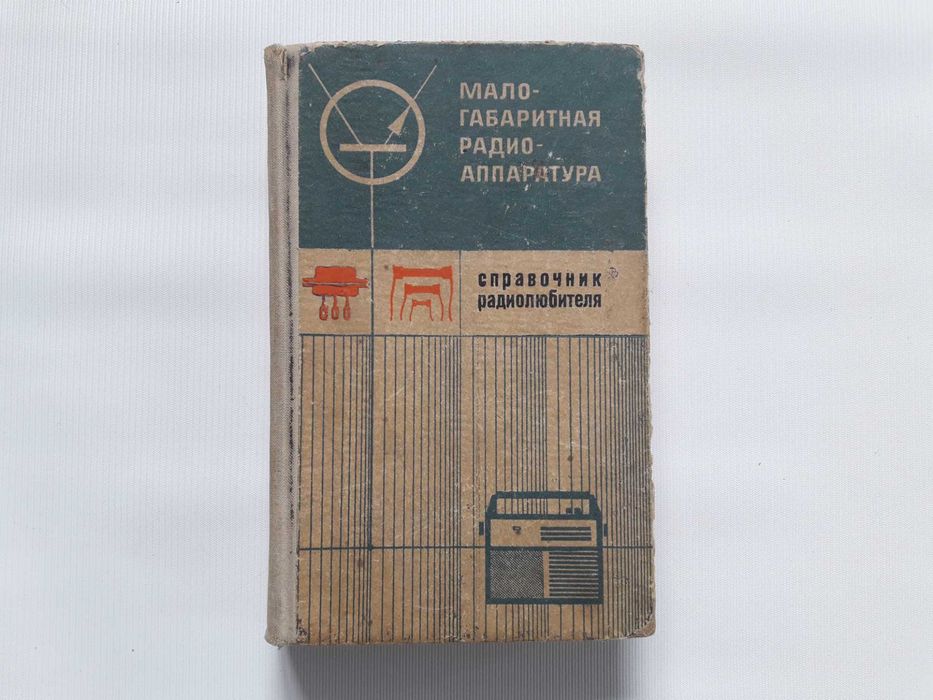 МАЛО-
ГАБАРИТНАЯ
РАДИО-
АППАРАТУРА
справочник
радиолюбителя